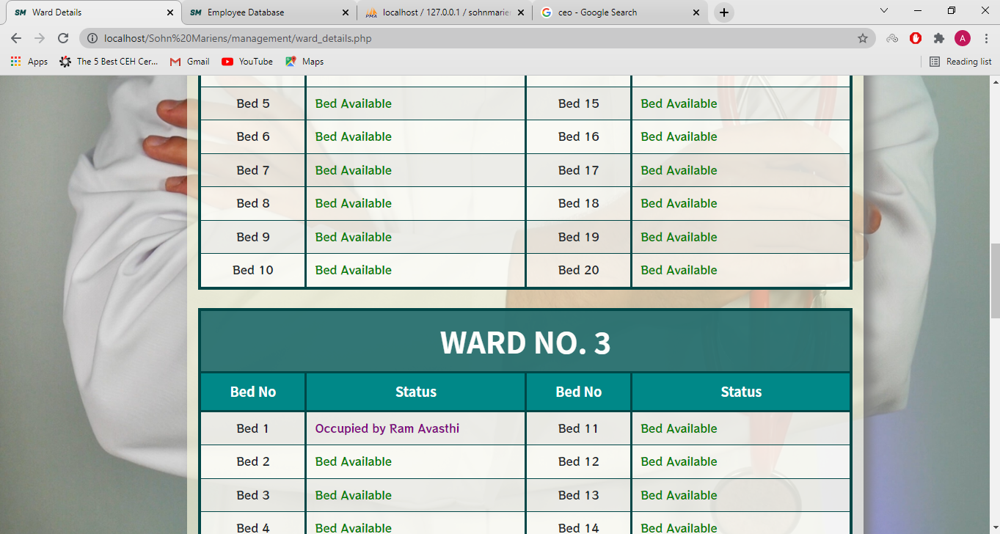 SM Ward Details
SM Employee Database
PMA localhost / 127.0.0.1 / sohnmarie
G ceo - Google Search
localhost/Sohn%20Mariens/management/ward_details.php
A
Apps
The 5 Best CEH Cer...
Gmail
YouTube
Maps
Reading list
Bed 5 Bed Available Bed 15 Bed Available
Bed 6 Bed Available Bed 16 Bed Available
Bed 7 Bed Available Bed 17 Bed Available
Bed 8 Bed Available Bed 18 Bed Available
Bed 9 Bed Available Bed 19 Bed Available
Bed 10 Bed Available Bed 20 Bed Available
WARD NO. 3
Bed No Status Bed No Status
Bed 1 Occupied by Ram Avasthi Bed 11 Bed Available
Bed 2 Bed Available Bed 12 Bed Available
Bed 3 Bed Available Bed 13 Bed Available
Bed 4 Bed Available Bed 14 Bed Available